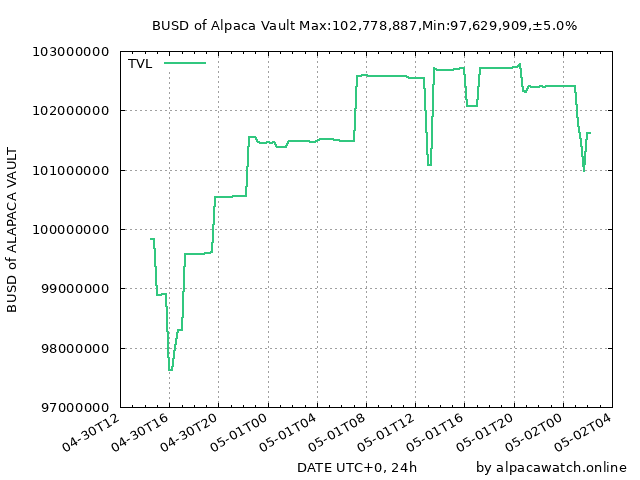 BUSD of Alpaca Vault Max:102,778,887,Min:97,629,909,±5.0%
TVL
103000000
102000000
101000000
100000000
99000000
98000000
97000000
BUSD of ALAPACA VAULT
04-30T12
04-30T16
04-30T20
05-01T00
05-01T04
05-01T08
05-01T12
05-01T16
05-01T20
05-02T00
05-02T04
DATE UTC+0, 24h
by alpacawatch.online